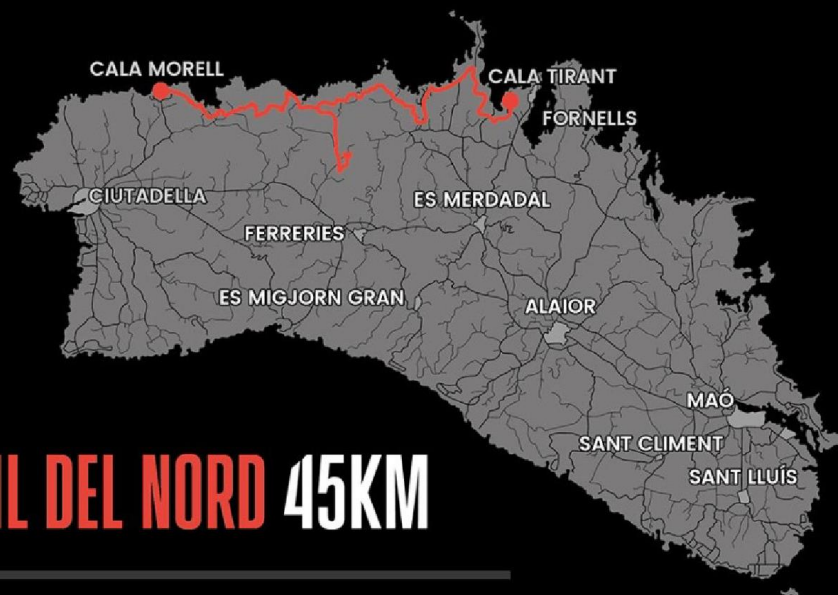 CALA MORELL
CALA TIRANT
FORNELLS
CIUTADELLA
ES MERDADAL
FERRERIES
ES MIGJORN GRAN
ALAIOR
MAÓ
SANT CLIMENT
SANT LLUÍS
DEL NORD 45KM